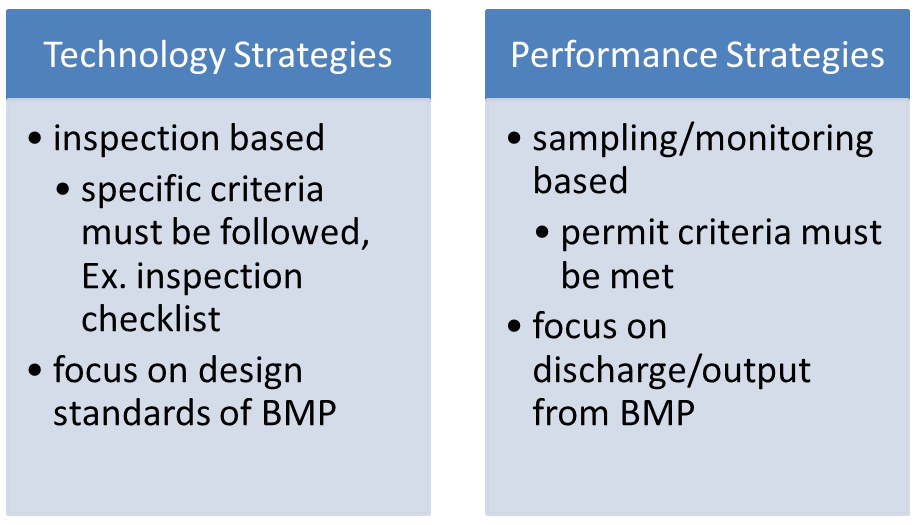 Technology Strategies
• inspection based
• specific criteria
must be followed,
Ex. inspection
checklist
• focus on design
standards of BMP
Performance Strategies
• sampling/monitoring
based
• permit criteria must
be met
• focus on
discharge/output
from BMP